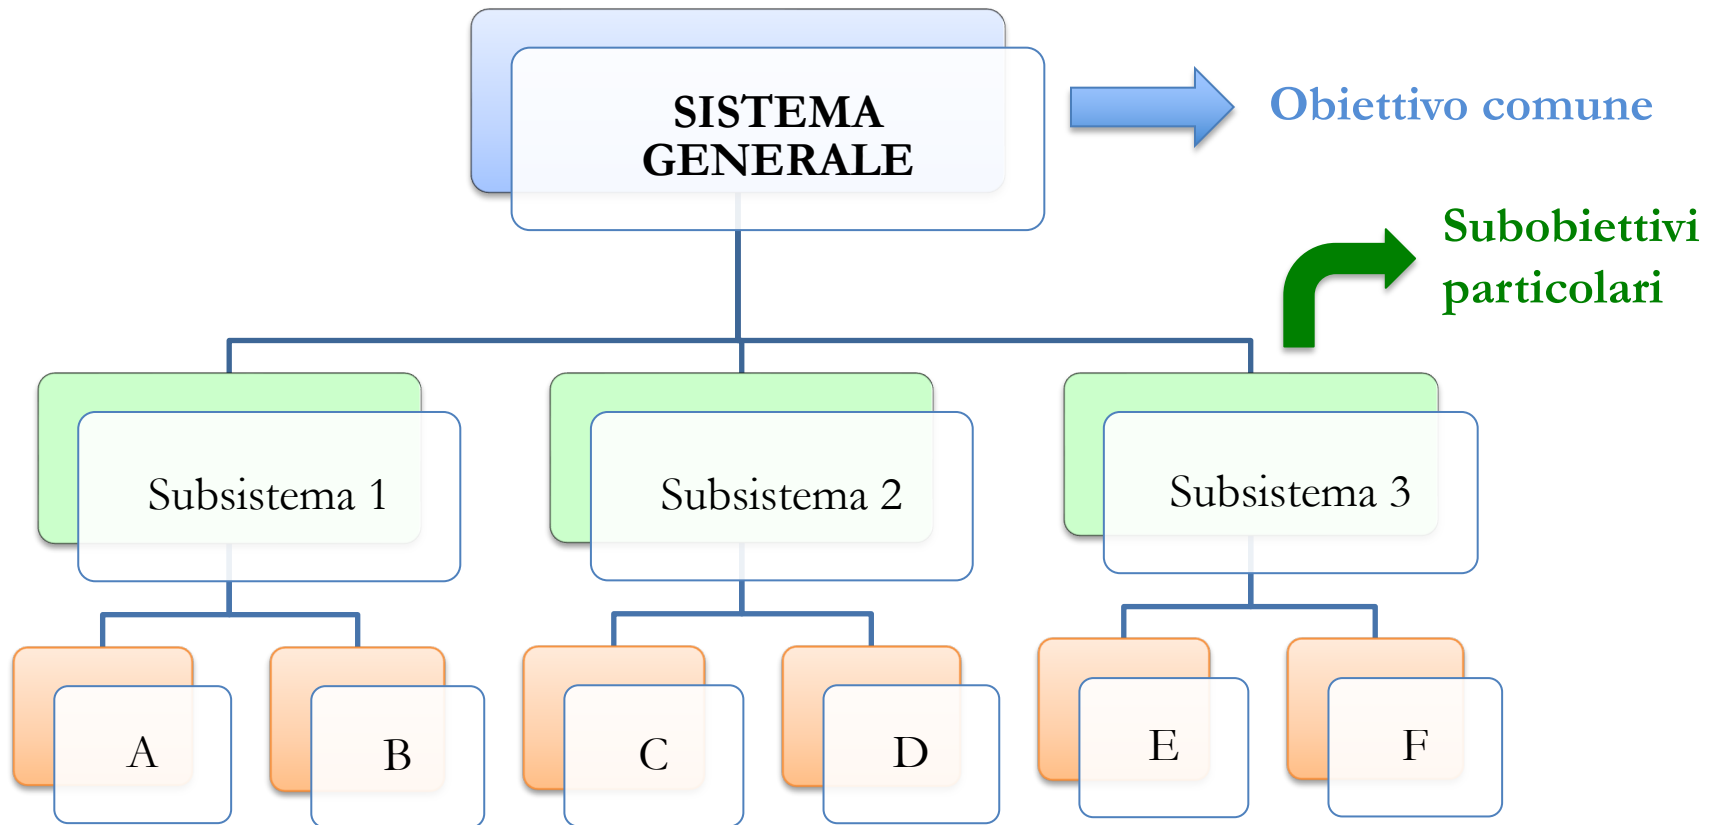 SISTEMA
GENERALE
Obiettivo comune
Subobiettivi
particolari
Subsistema 1
Subsistema 2
Subsistema 3
A
B
C
D
E
F